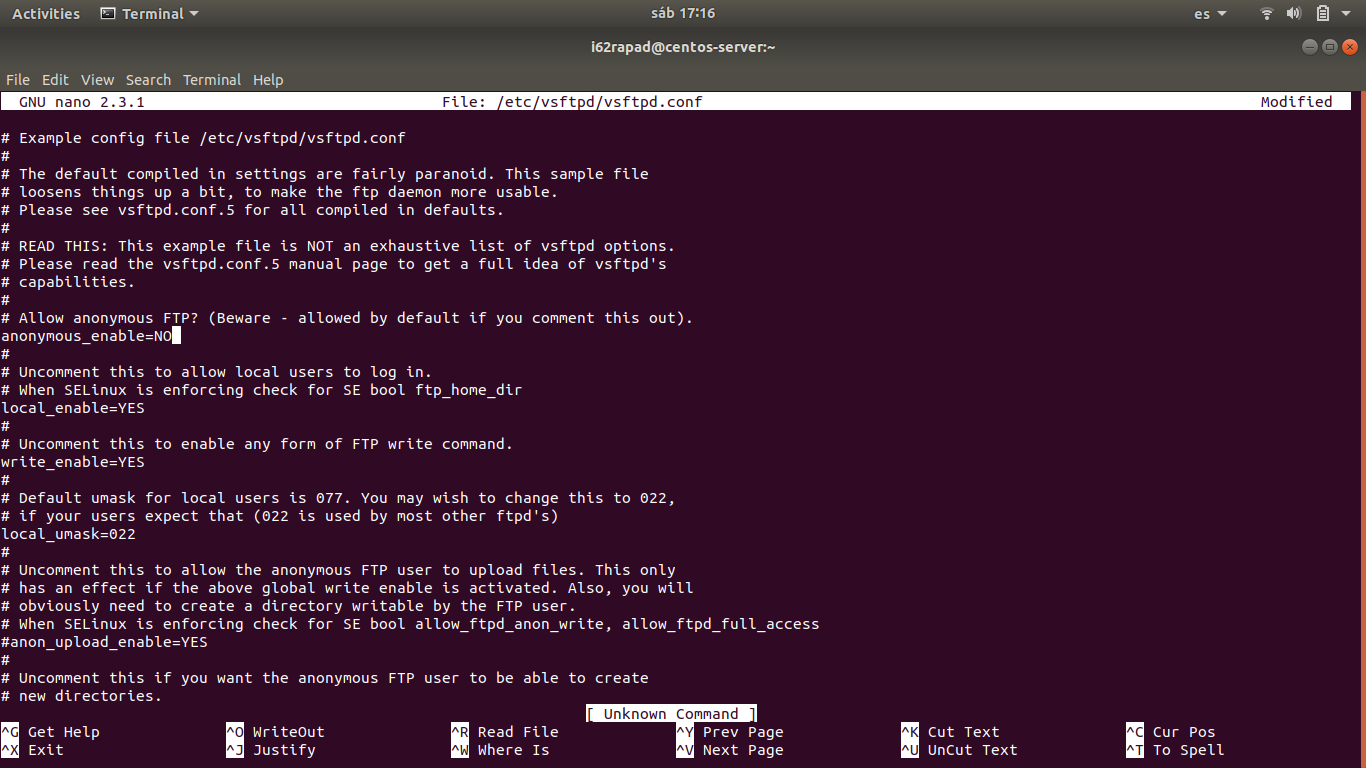 Activities Terminal sáb 17:16 es
i62rapad@centos-server:~
File Edit View Search Terminal Help
GNU nano 2.3.1 File: /etc/vsftpd/vsftpd.conf Modified
# Example config file /etc/vsftpd/vsftpd.conf
#
# The default compiled in settings are fairly paranoid. This sample file
# loosens things up a bit, to make the ftp daemon more usable.
# Please see vsftpd.conf.5 for all compiled in defaults.
#
# READ THIS: This example file is NOT an exhaustive list of vsftpd options.
# Please read the vsftpd.conf.5 manual page to get a full idea of vsftpd's
# capabilities.
#
# Allow anonymous FTP? (Beware - allowed by default if you comment this out).
anonymous_enable=NO
#
# Uncomment this to allow local users to log in.
# When SELinux is enforcing check for SE bool ftp_home_dir
local_enable=YES
#
# Uncomment this to enable any form of FTP write command.
write_enable=YES
#
# Default umask for local users is 077. You may wish to change this to 022,
# if your users expect that (022 is used by most other ftpd's)
local_umask=022
#
# Uncomment this to allow the anonymous FTP user to upload files. This only
# has an effect if the above global write enable is activated. Also, you will
# obviously need to create a directory writable by the FTP user.
# When SELinux is enforcing check for SE bool allow_ftpd_anon_write, allow_ftpd_full_access
#anon_upload_enable=YES
#
# Uncomment this if you want the anonymous FTP user to be able to create
# new directories.
[ Unknown Command ]
^G Get Help ^O WriteOut ^R Read File ^Y Prev Page ^K Cut Text ^C Cur Pos
^X Exit ^J Justify ^W Where Is ^V Next Page ^U UnCut Text ^T To Spell